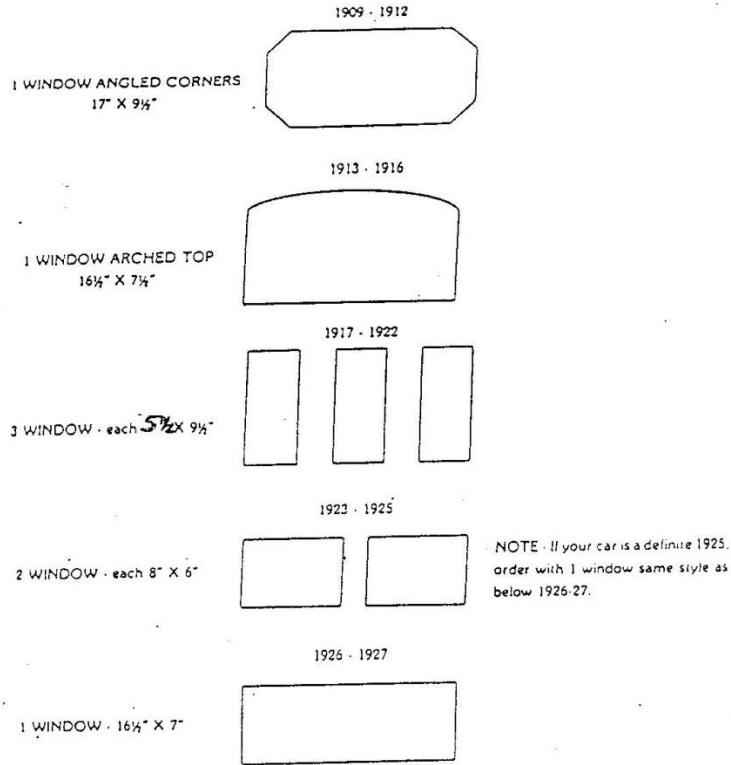 1909 - 1912
1 WINDOW ANGLED CORNERS
17" X 9½"
1913 - 1916
1 WINDOW ARCHED TOP
16½" X 7½"
1917 - 1922
3 WINDOW - each 5½ X 9½"
1923 - 1925
2 WINDOW - each 8" X 6"
NOTE - If your car is a definite 1925,
order with 1 window same style as
below 1926-27.
1926 - 1927
1 WINDOW - 16½" X 7"